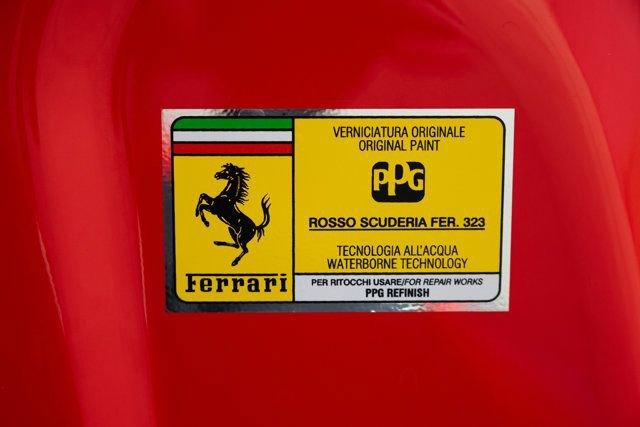 Ferrari
VERNICIATURA ORIGINALE
ORIGINAL PAINT
PPG
ROSSO SCUDERIA FER. 323
TECNOLOGIA ALL'ACQUA
WATERBORNE TECHNOLOGY
PER RITOCCHI USARE/FOR REPAIR WORKS
PPG REFINISH